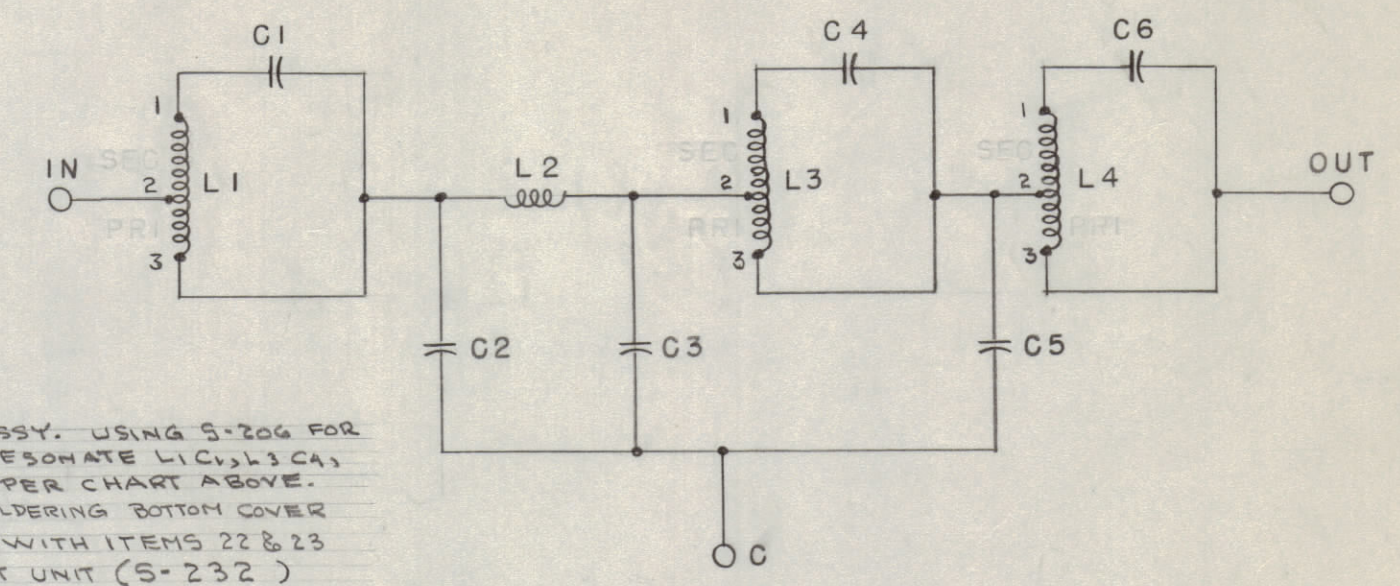 C1
C4
C6
1
1
1
IN
SEC
L1
2
PRI
3
L2
SEC
2
L3
PRI
3
SEC
2
L4
PRI
3
OUT
C2
C3
C5
C
SSY. USING S-206 FOR
ESONATE L1C1, L3 C4,
PER CHART ABOVE.
LDERING BOTTOM COVER
WITH ITEMS 22 & 23
T UNIT (S-232)